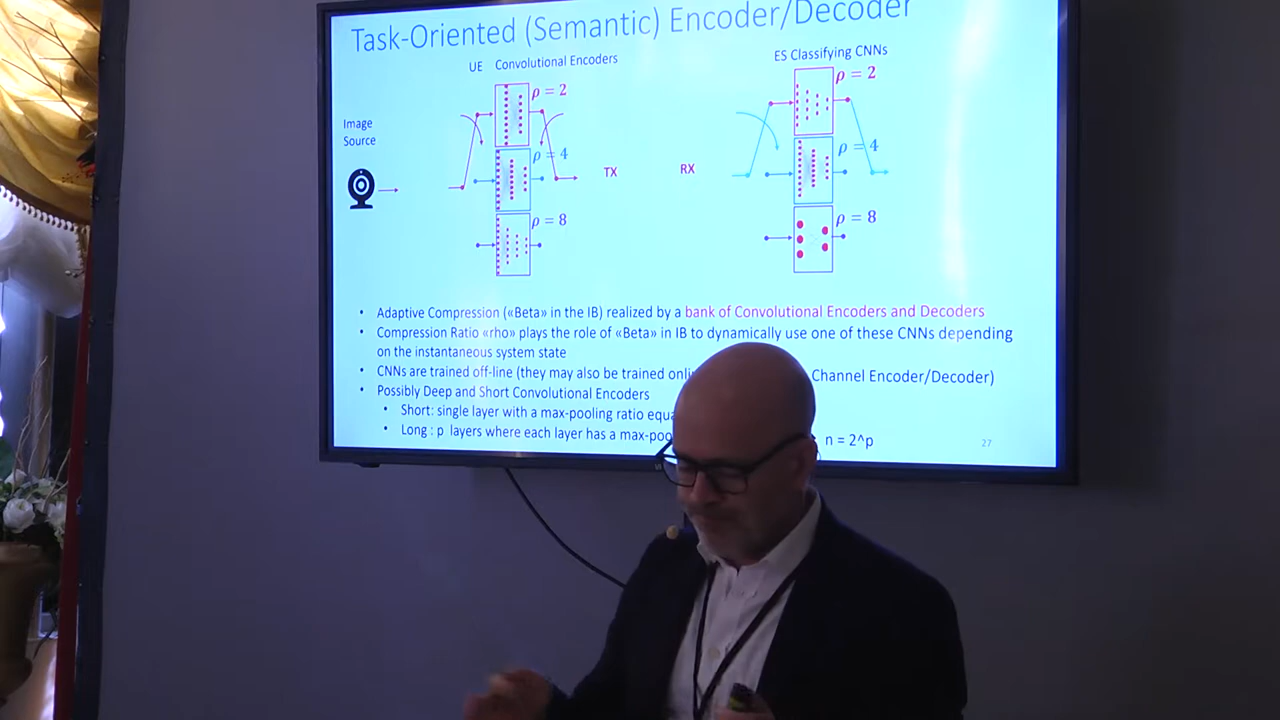 Task-Oriented (Semantic) Encoder/Decoder
UE Convolutional Encoders
ES Classifying CNNs
ρ = 2
ρ = 2
Image
Source
ρ = 4
ρ = 4
TX
RX
ρ = 8
ρ = 8
• Adaptive Compression («Beta» in the IB) realized by a bank of Convolutional Encoders and Decoders
• Compression Ratio «rho» plays the role of «Beta» in IB to dynamically use one of these CNNs depending
on the instantaneous system state
• CNNs are trained off-line (they may also be trained Channel Encoder/Decoder)
• Possibly Deep and Short Convolutional Encoders
• Short: single layer with a max-pooling ratio
• Long : p layers where each layer has a n = 2^p
27